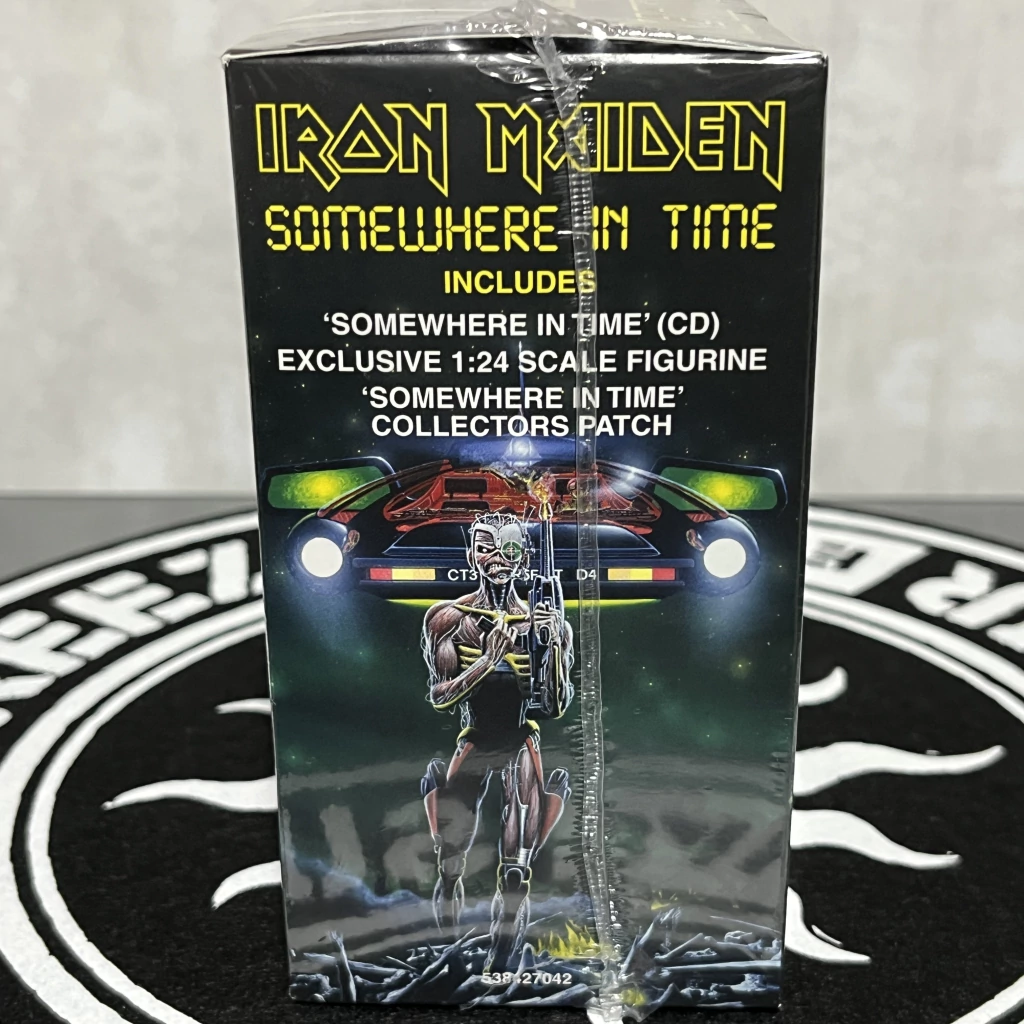 IRON MAIDEN
SOMEWHERE IN TIME
INCLUDES
‘SOMEWHERE IN TIME’ (CD)
EXCLUSIVE 1:24 SCALE FIGURINE
‘SOMEWHERE IN TIME’
COLLECTORS PATCH